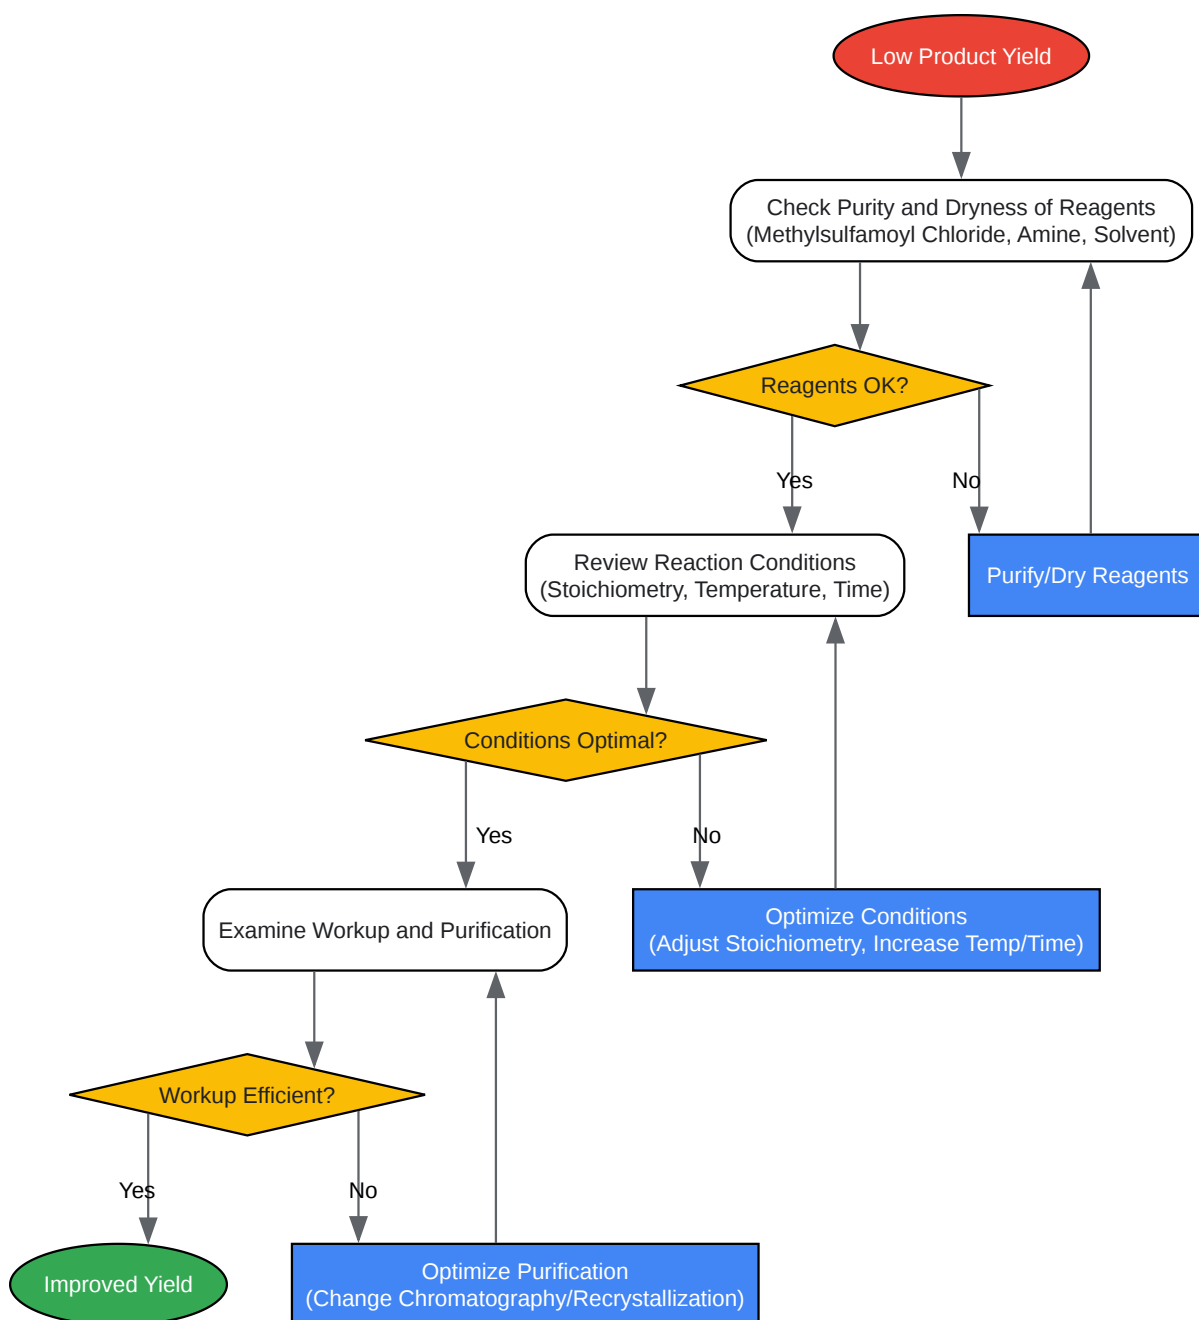 Low Product Yield
Check Purity and Dryness of Reagents
(Methylsulfamoyl Chloride, Amine, Solvent)
Reagents OK?
Yes
No
Review Reaction Conditions
(Stoichiometry, Temperature, Time)
Purify/Dry Reagents
Conditions Optimal?
Yes
No
Examine Workup and Purification
Optimize Conditions
(Adjust Stoichiometry, Increase Temp/Time)
Workup Efficient?
Yes
No
Improved Yield
Optimize Purification
(Change Chromatography/Recrystallization)